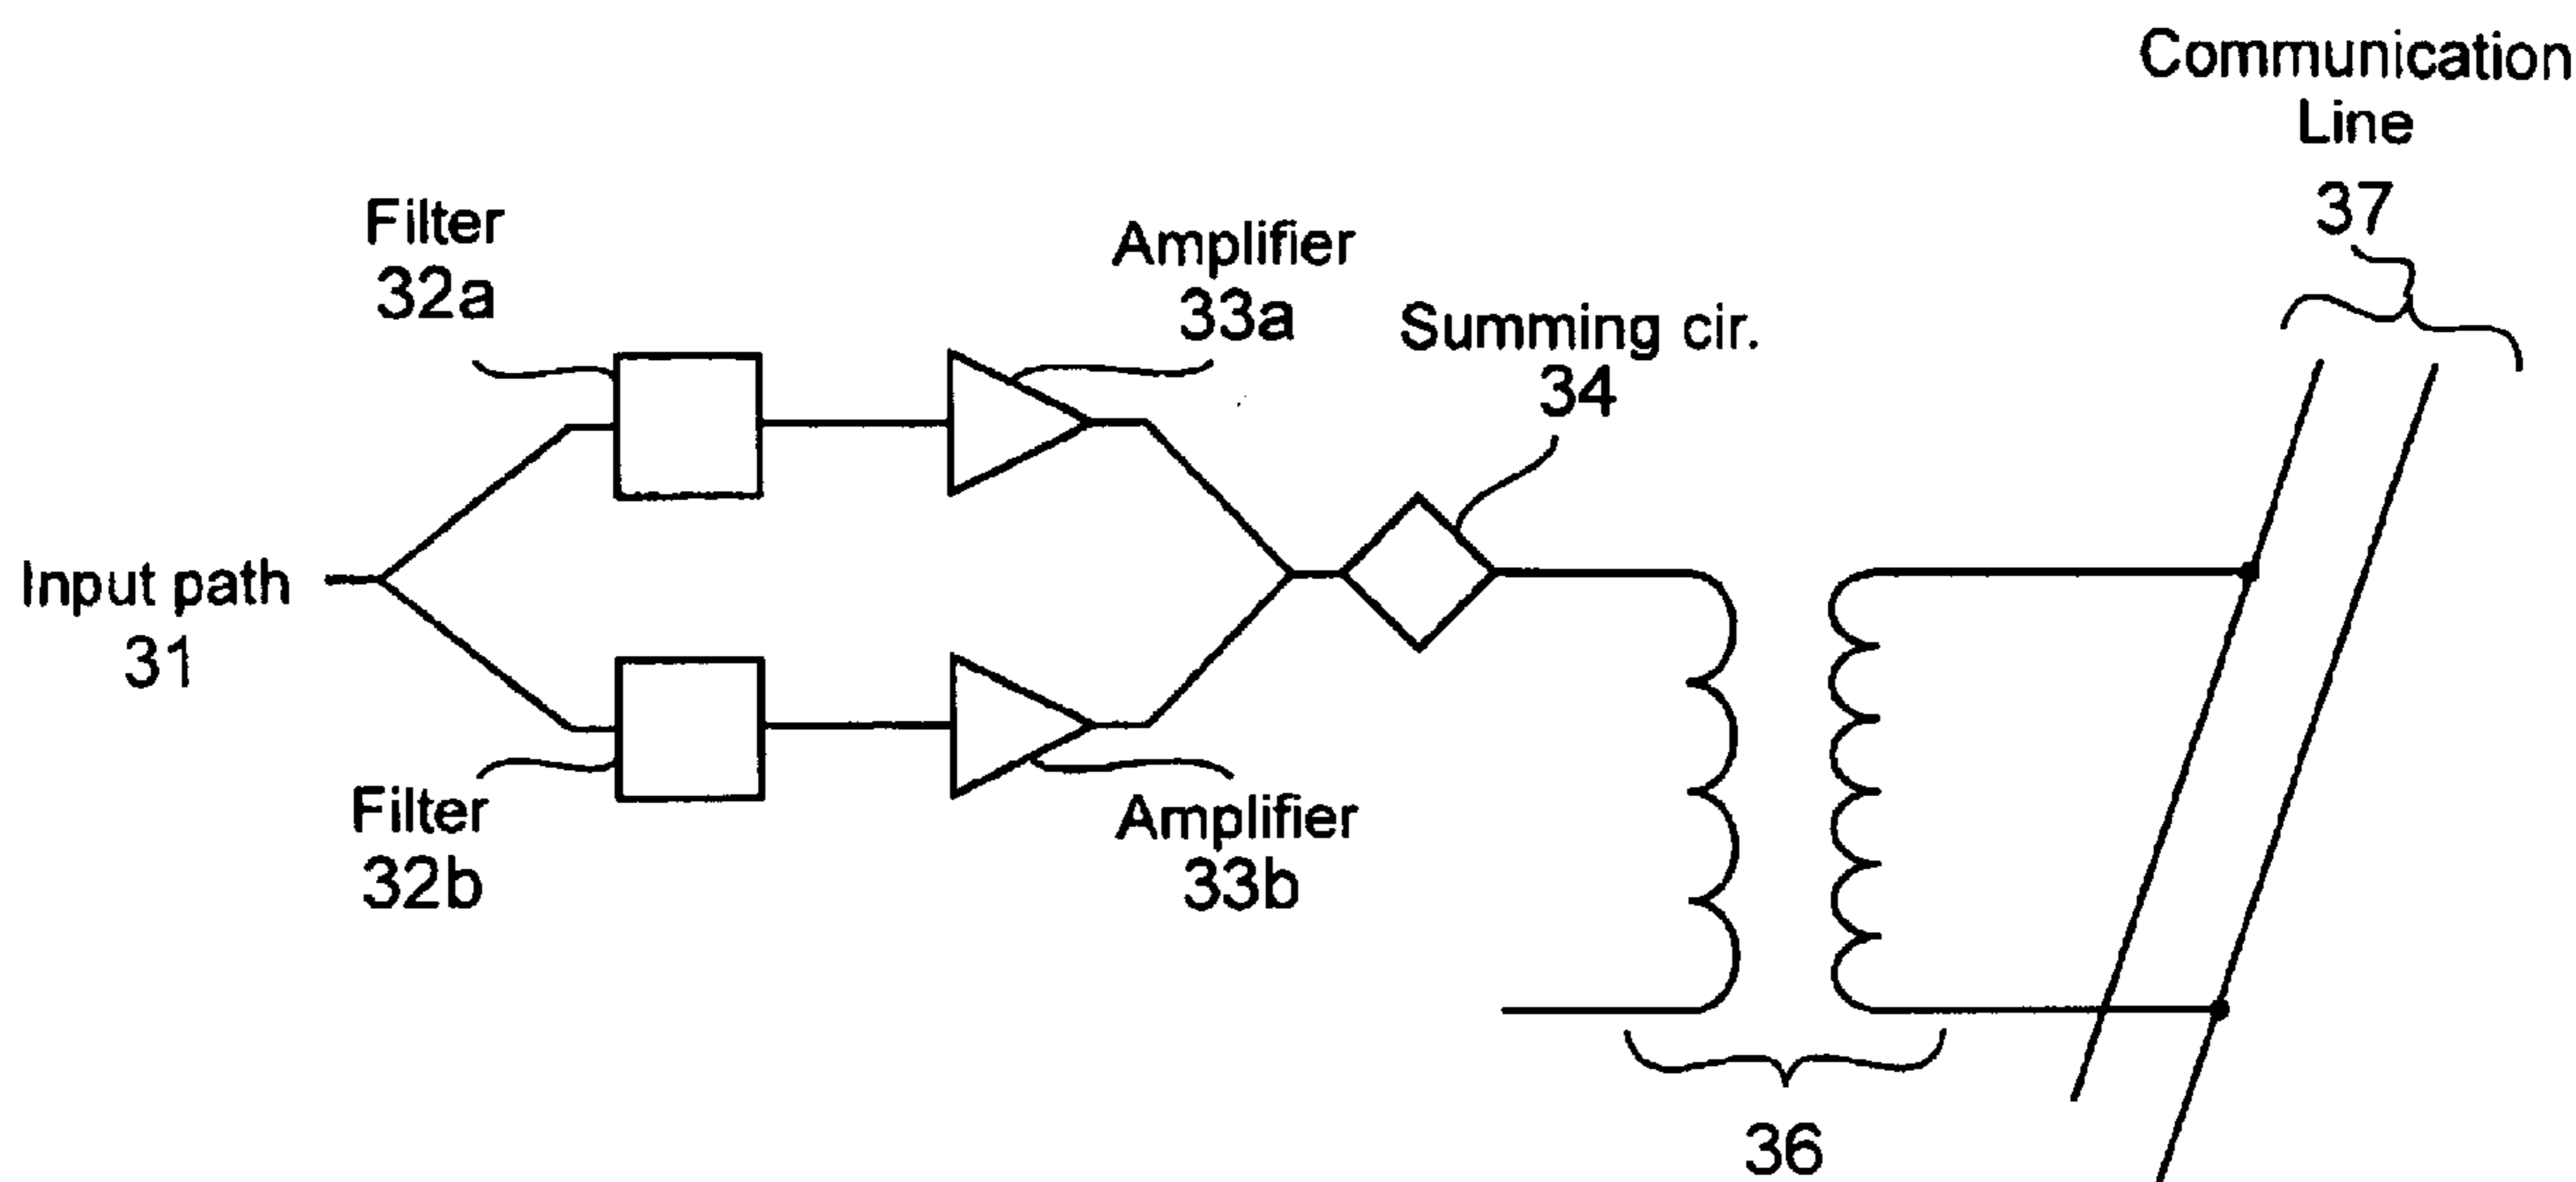 Communication
Line
37
Filter
32a
Amplifier
33a
Summing cir.
34
Input path
31
Filter
32b
Amplifier
33b
36